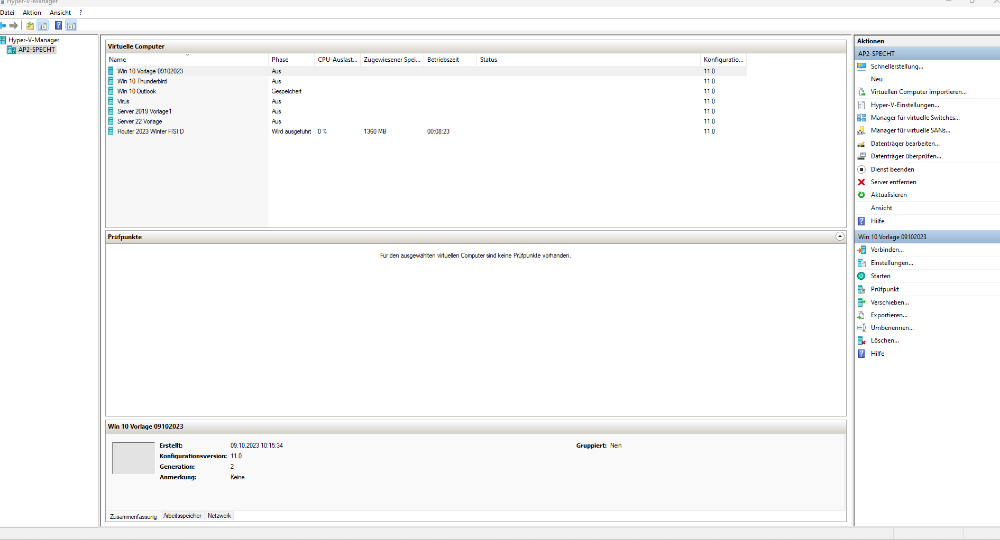 Hyper-V-Manager
Datei Aktion Ansicht ?
Hyper-V-Manager
AP2-SPECHT
Virtuelle Computer
Name Phase CPU-Auslast... Zugewiesener Spei... Betriebszeit Status Konfiguratio...
Win 10 Vorlage 09102023 Aus 11.0
Win 10 Thunderbird Aus 11.0
Win 10 Outlook Gespeichert 11.0
Virus Aus 11.0
Server 2019 Vorlage1 Aus 11.0
Server 22 Vorlage Aus 11.0
Router 2023 Winter FISI D Wird ausgeführt 0 % 1360 MB 00:08:23 11.0
Prüfpunkte
Für den ausgewählten virtuellen Computer sind keine Prüfpunkte vorhanden.
Win 10 Vorlage 09102023
Erstellt: 09.10.2023 10:15:34 Gruppiert: Nein
Konfigurationsversion: 11.0
Generation: 2
Anmerkung: Keine
Zusammenfassung Arbeitsspeicher Netzwerk
Aktionen
AP2-SPECHT
Schnellerstellung...
Neu
Virtuellen Computer importieren...
Hyper-V-Einstellungen...
Manager für virtuelle Switches...
Manager für virtuelle SANs...
Datenträger bearbeiten...
Datenträger überprüfen...
Dienst beenden
Server entfernen
Aktualisieren
Ansicht
Hilfe
Win 10 Vorlage 09102023
Verbinden...
Einstellungen...
Starten
Prüfpunkt
Verschieben...
Exportieren...
Umbenennen...
Löschen...
Hilfe